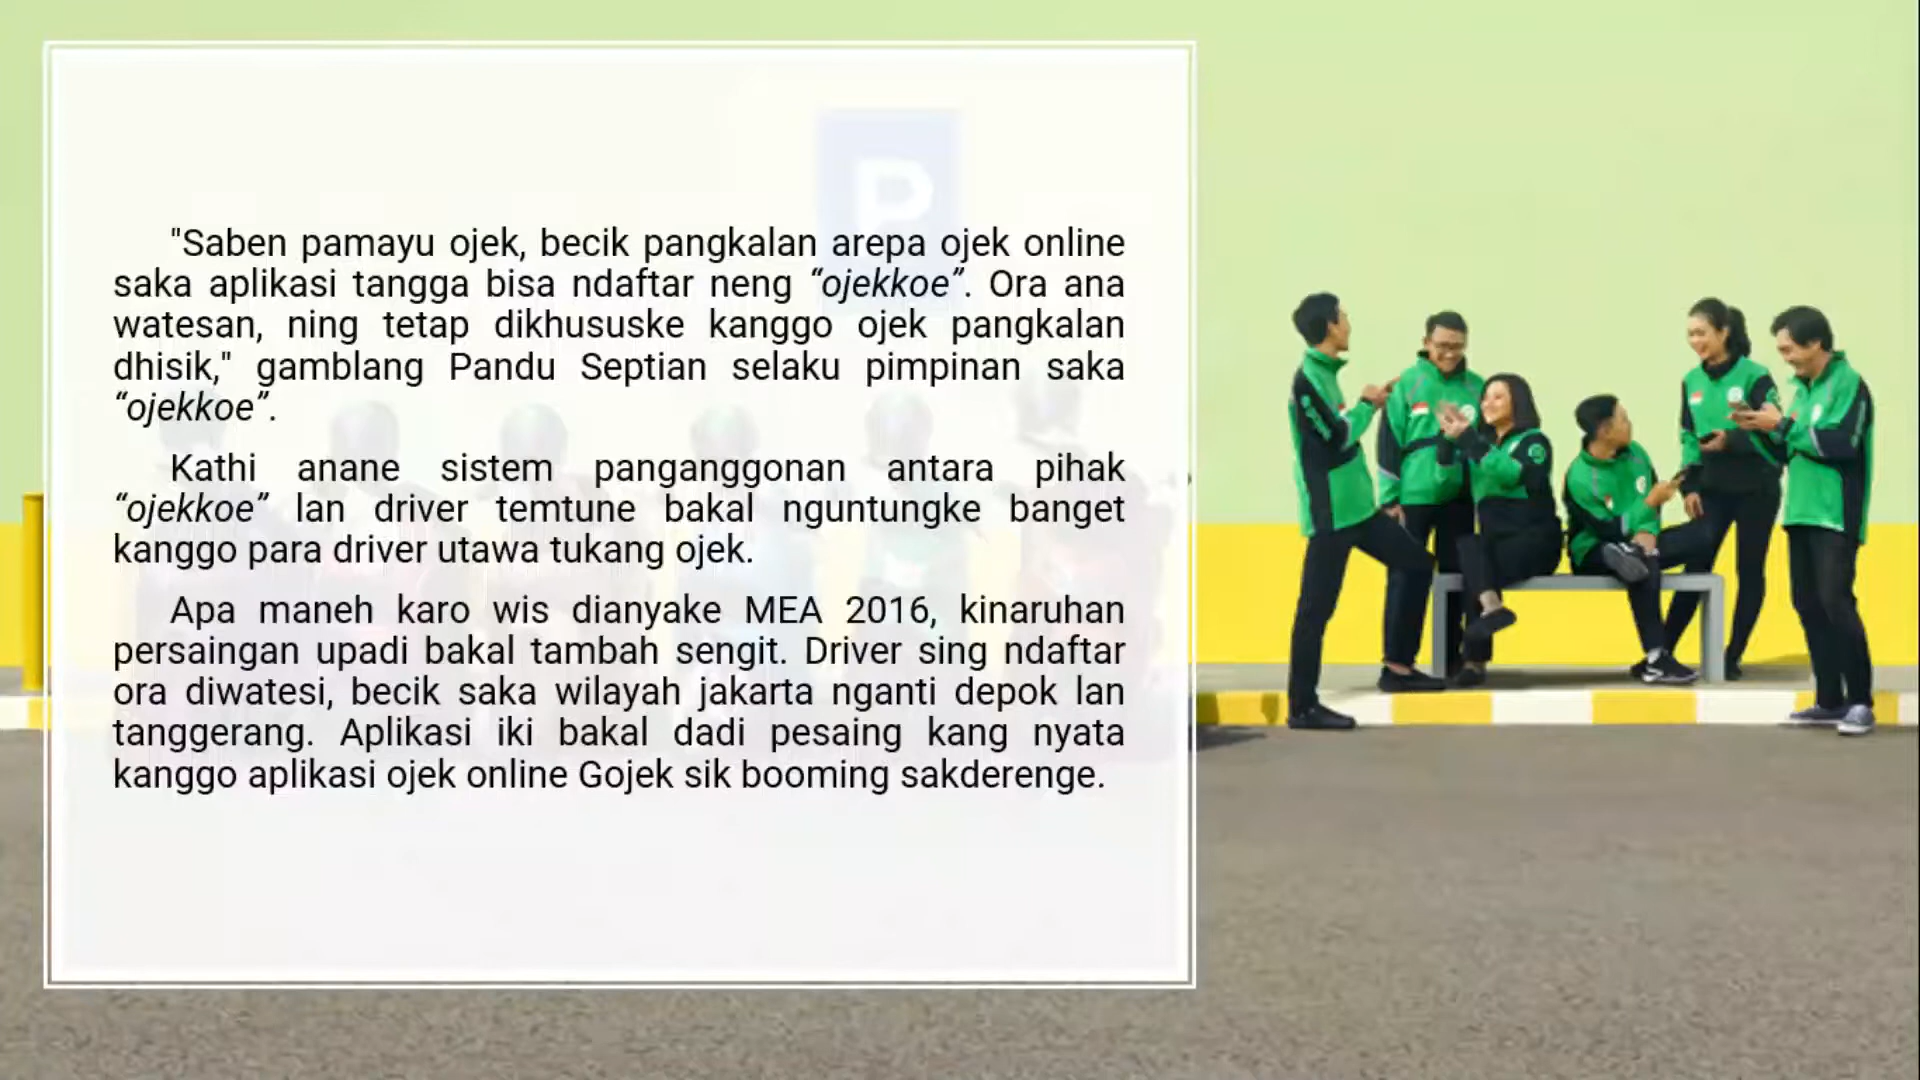 "Saben pamayu ojek, becik pangkalan arepa ojek online
saka aplikasi tangga bisa ndaftar neng “ojekkoe”. Ora ana
watesan, ning tetap dikhususke kanggo ojek pangkalan
dhisik," gamblang Pandu Septian selaku pimpinan saka
“ojekkoe”.
Kathi anane sistem panganggonan antara pihak
“ojekkoe” lan driver temtune bakal nguntungke banget
kanggo para driver utawa tukang ojek.
Apa maneh karo wis dianyake MEA 2016, kinaruhan
persaingan upadi bakal tambah sengit. Driver sing ndaftar
ora diwatesi, becik saka wilayah jakarta nganti depok lan
tanggerang. Aplikasi iki bakal dadi pesaing kang nyata
kanggo aplikasi ojek online Gojek sik booming sakderenge.
P